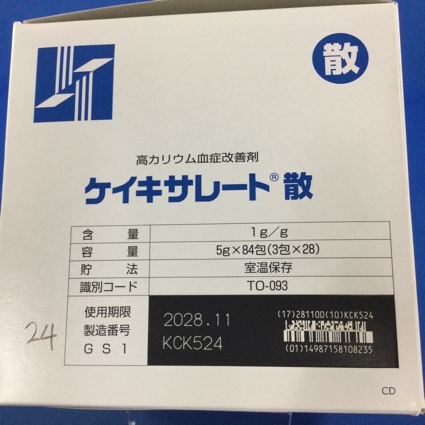 散
高カリウム血症改善剤
ケイキサレート®散
含量 1g/g
容量 5g×84包(3包×28)
貯法 室温保存
識別コード TO-093
使用期限 2028.11
製造番号 KCK524
GS1
(17)281100(10)KCK524
(01)14987158108235
24
CD